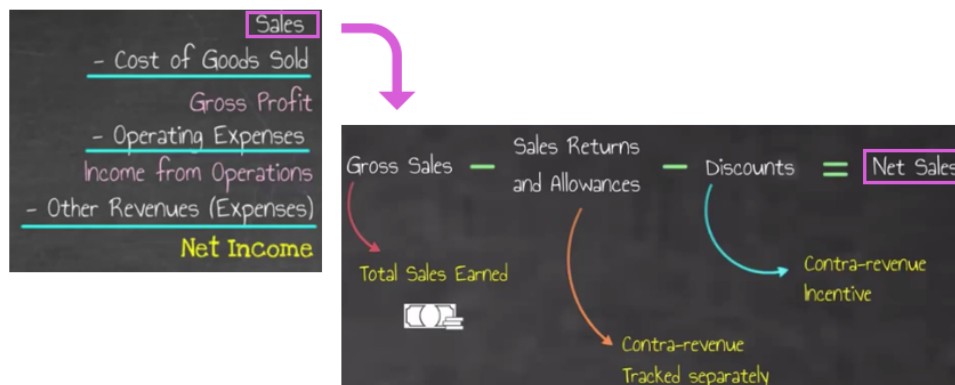 Sales
- Cost of Goods Sold
Gross Profit
- Operating Expenses
Income from Operations
- Other Revenues (Expenses)
Net Income
Gross Sales - Sales Returns and Allowances - Discounts = Net Sales
Total Sales Earned
Contra-revenue
Incentive
Contra-revenue
Tracked separately